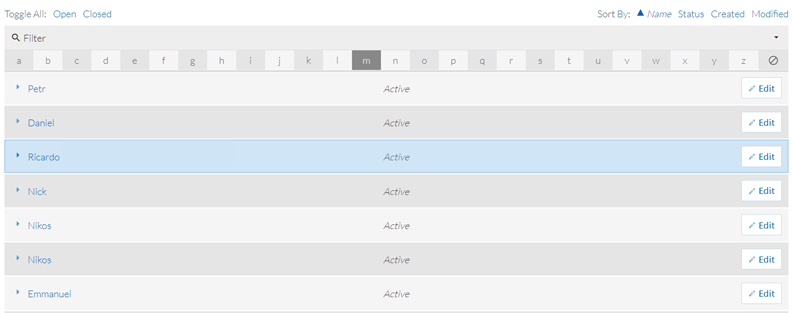 Toggle All: Open Closed Sort By: ▲ Name Status Created Modified
Filter
a b c d e f g h i j k l m n o p q r s t u v w x y z
Petr Active Edit
Daniel Active Edit
Ricardo Active Edit
Nick Active Edit
Nikos Active Edit
Nikos Active Edit
Emmanuel Active Edit